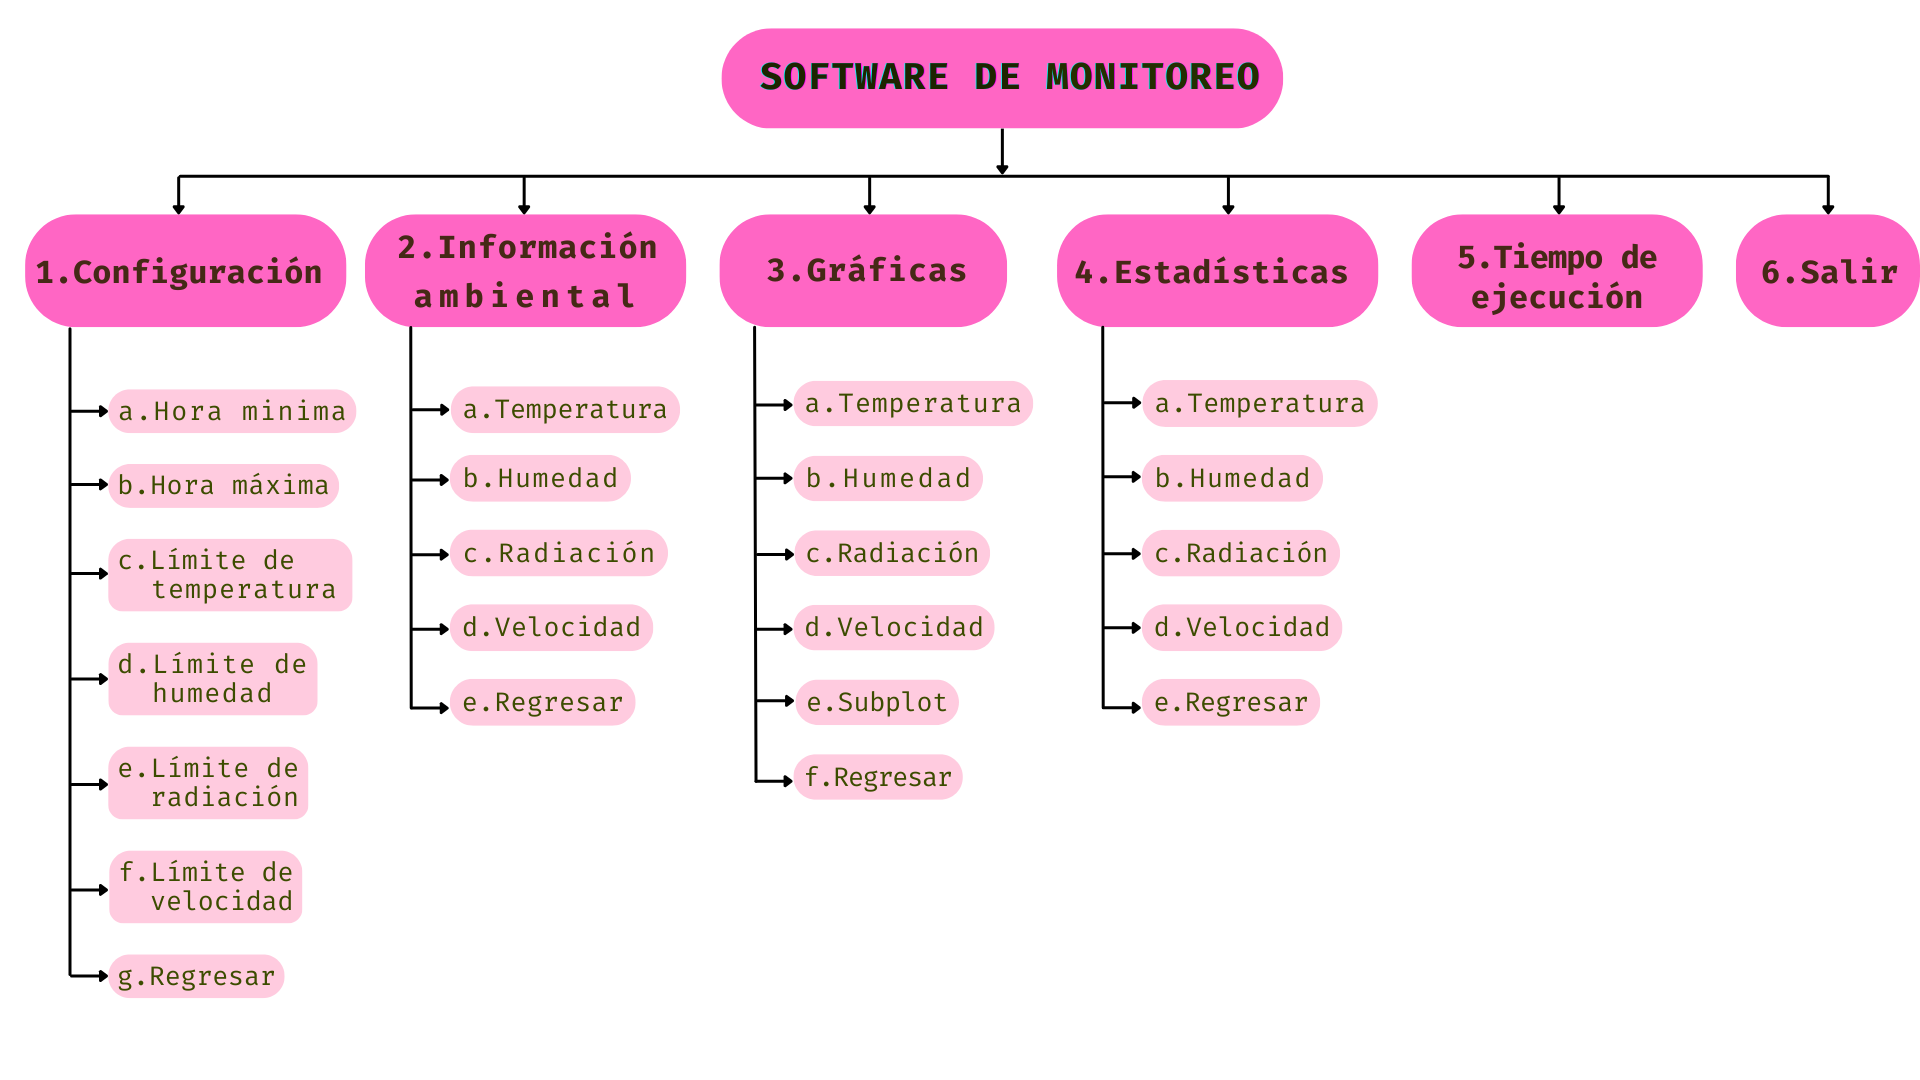 SOFTWARE DE MONITOREO
1.Configuración
2.Información
ambiental
3.Gráficas
4.Estadísticas
5.Tiempo de
ejecución
6.Salir
a.Hora minima
b.Hora máxima
c.Límite de
temperatura
d.Límite de
humedad
e.Límite de
radiación
f.Límite de
velocidad
g.Regresar
a.Temperatura
b.Humedad
c.Radiación
d.Velocidad
e.Regresar
a.Temperatura
b.Humedad
c.Radiación
d.Velocidad
e.Subplot
f.Regresar
a.Temperatura
b.Humedad
c.Radiación
d.Velocidad
e.Regresar